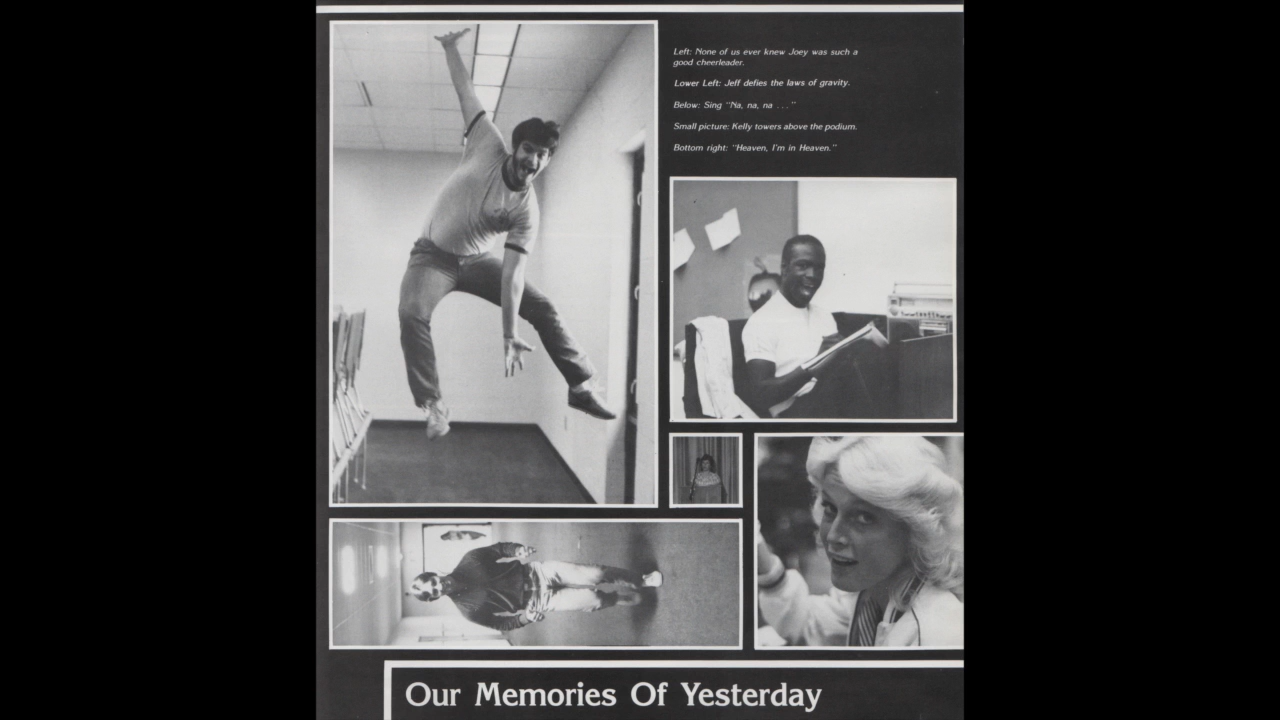 Left: None of us ever knew Joey was such a
good cheerleader.
Lower Left: Jeff defies the laws of gravity.
Below: Sing "Na, na, na . . . "
Small picture: Kelly towers above the podium.
Bottom right: "Heaven, I'm in Heaven."
Our Memories Of Yesterday